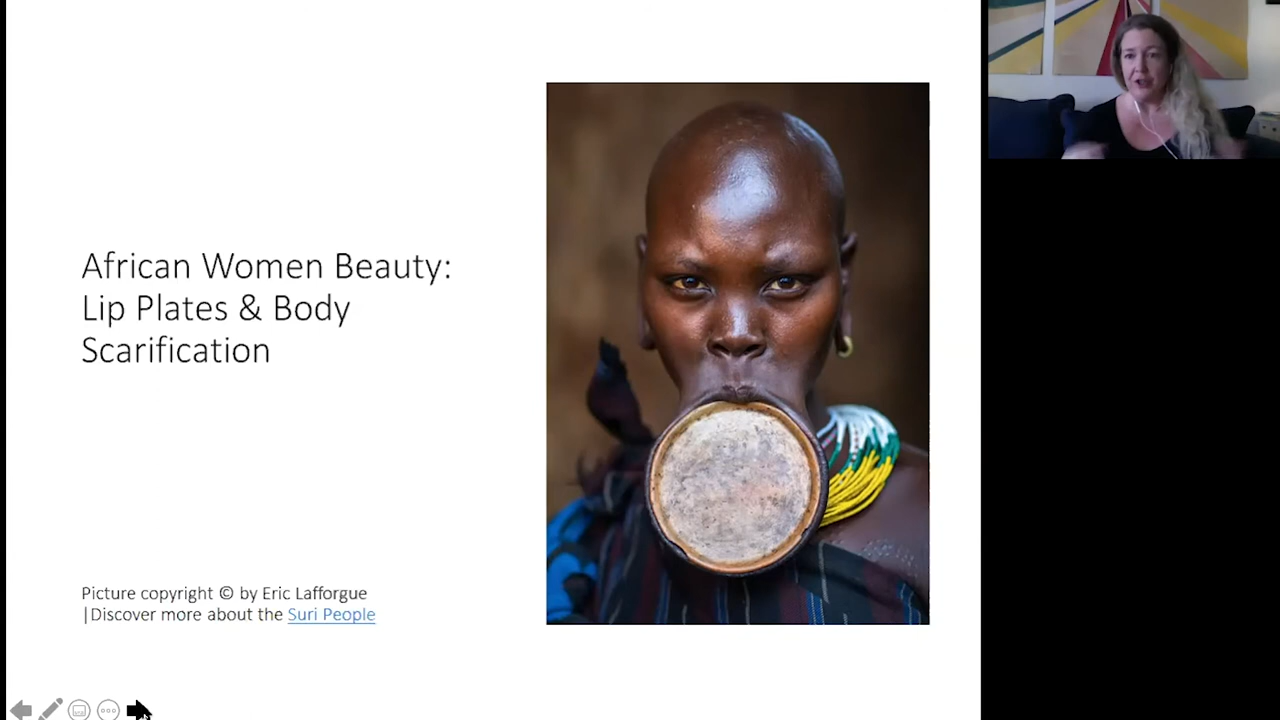 African Women Beauty:
Lip Plates & Body
Scarification
Picture copyright © by Eric Lafforgue
|Discover more about the Suri People